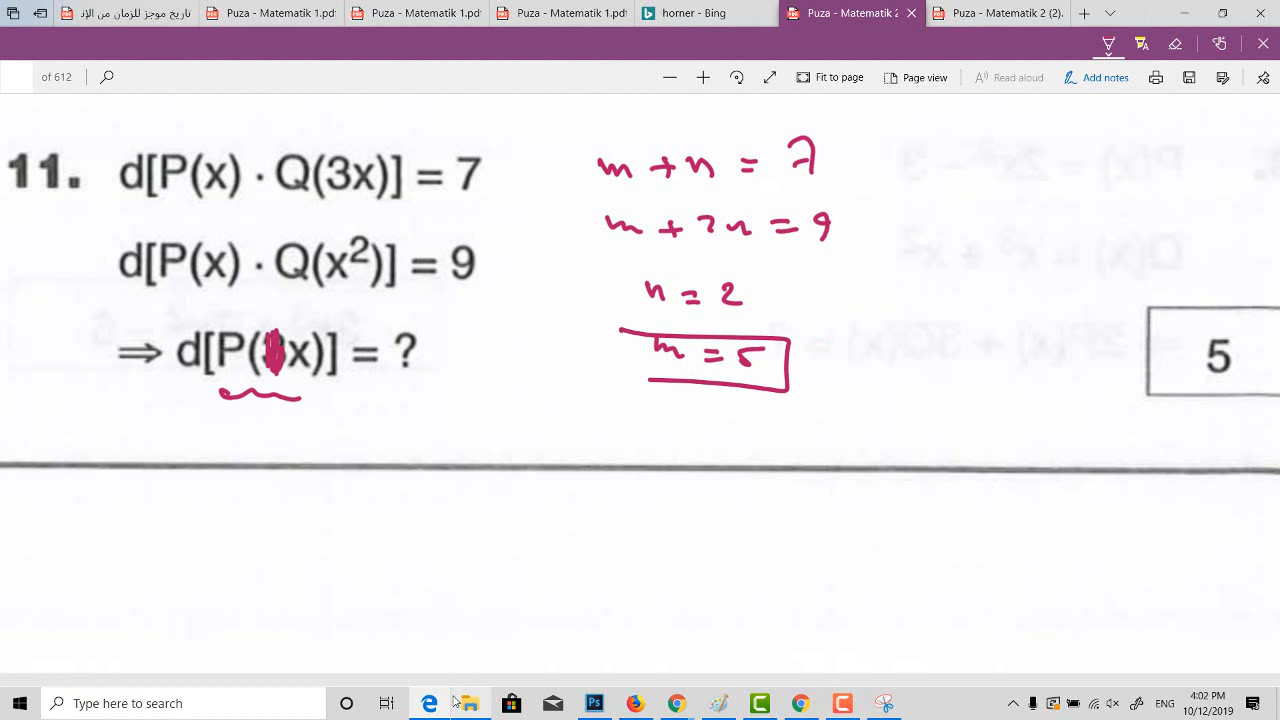 باريج موجز للزمان من دار
Puza - Matematik 1.pdf
Puza - Matematik 1.pdf
Puza - Matematik 1.pdf
horner - Bing
Puza - Matematik 2
Puza - Matematik 2 (2).
of 612
Fit to page
Page view
Read aloud
Add notes
11. d[P(x) · Q(3x)] = 7
d[P(x) · Q(x²)] = 9
⇒ d[P( x)] = ?
m + n = 7
m + 2n = 9
n = 2
m = 5
5
Type here to search
ENG
4:02 PM
10/12/2019